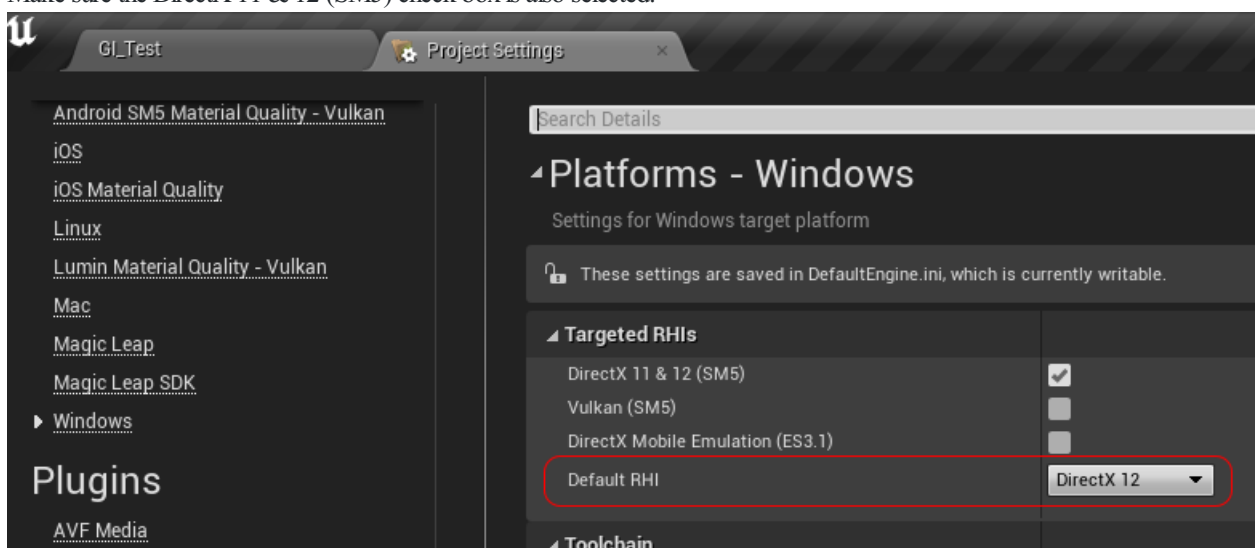 Make sure the DirectX 11 & 12 (SM5) check box is also selected.
GI_Test
Project Settings
Android SM5 Material Quality - Vulkan
iOS
iOS Material Quality
Linux
Lumin Material Quality - Vulkan
Mac
Magic Leap
Magic Leap SDK
Windows
Plugins
AVF Media
Search Details
Platforms - Windows
Settings for Windows target platform
These settings are saved in DefaultEngine.ini, which is currently writable.
Targeted RHIs
DirectX 11 & 12 (SM5)
Vulkan (SM5)
DirectX Mobile Emulation (ES3.1)
Default RHI DirectX 12
Toolchain